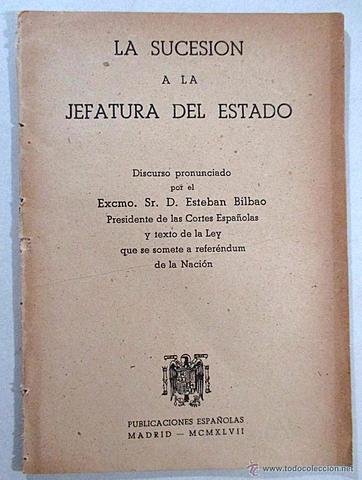 LA SUCESION
A LA
JEFATURA DEL ESTADO
Discurso pronunciado
por el
Excmo. Sr. D. Esteban Bilbao
Presidente de las Cortes Españolas
y texto de la Ley
que se somete a referéndum
de la Nación
PUBLICACIONES ESPAÑOLAS
MADRID — MCMXLVII
© todocoleccion.net